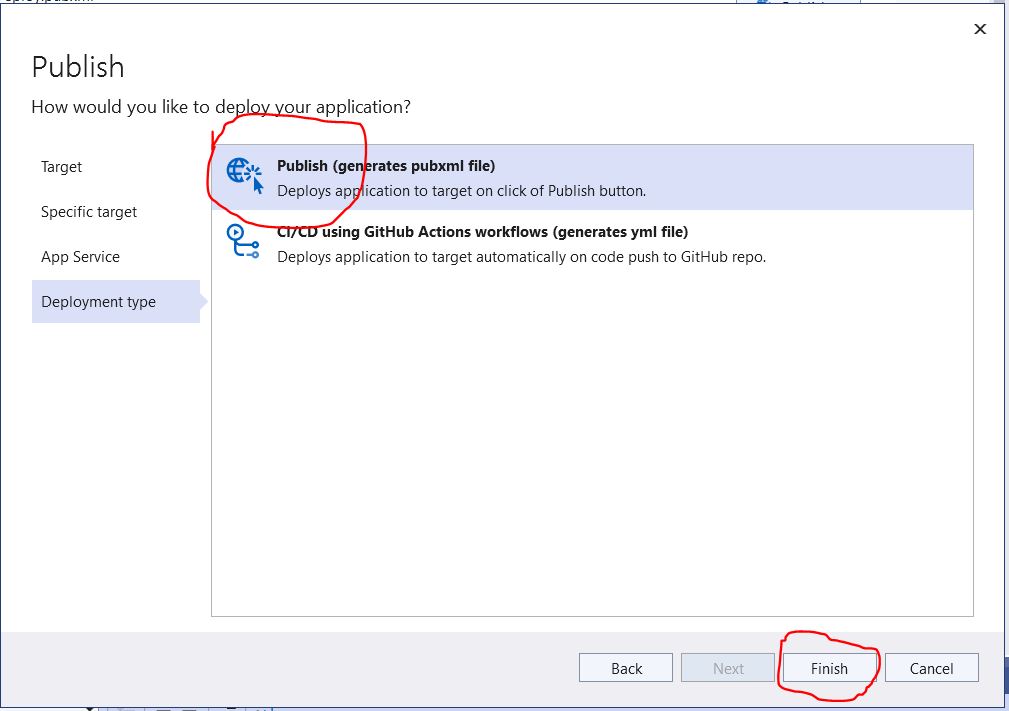 Publish
How would you like to deploy your application?
Target
Specific target
App Service
Deployment type
Publish (generates pubxml file)
Deploys application to target on click of Publish button.
CI/CD using GitHub Actions workflows (generates yml file)
Deploys application to target automatically on code push to GitHub repo.
Back
Next
Finish
Cancel